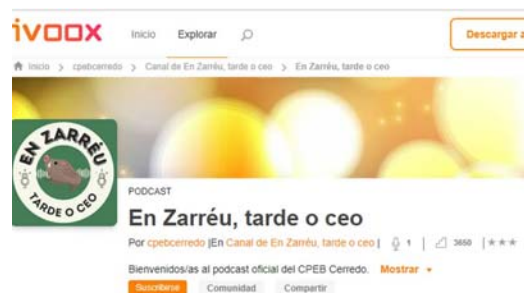 ivoox Inicio Explorar Descargar a
Inicio > cpebcerredo > Canal de En Zarréu, tarde o ceo > En Zarréu, tarde o ceo
EN ZARRÉU
TARDE O CEO
PODCAST
En Zarréu, tarde o ceo
Por cpebcerredo |En Canal de En Zarréu, tarde o ceo | 1 | 3650 | ★★★
Bienvenidos/as al podcast oficial del CPEB Cerredo. Mostrar
Suscribirse Comunidad Compartir